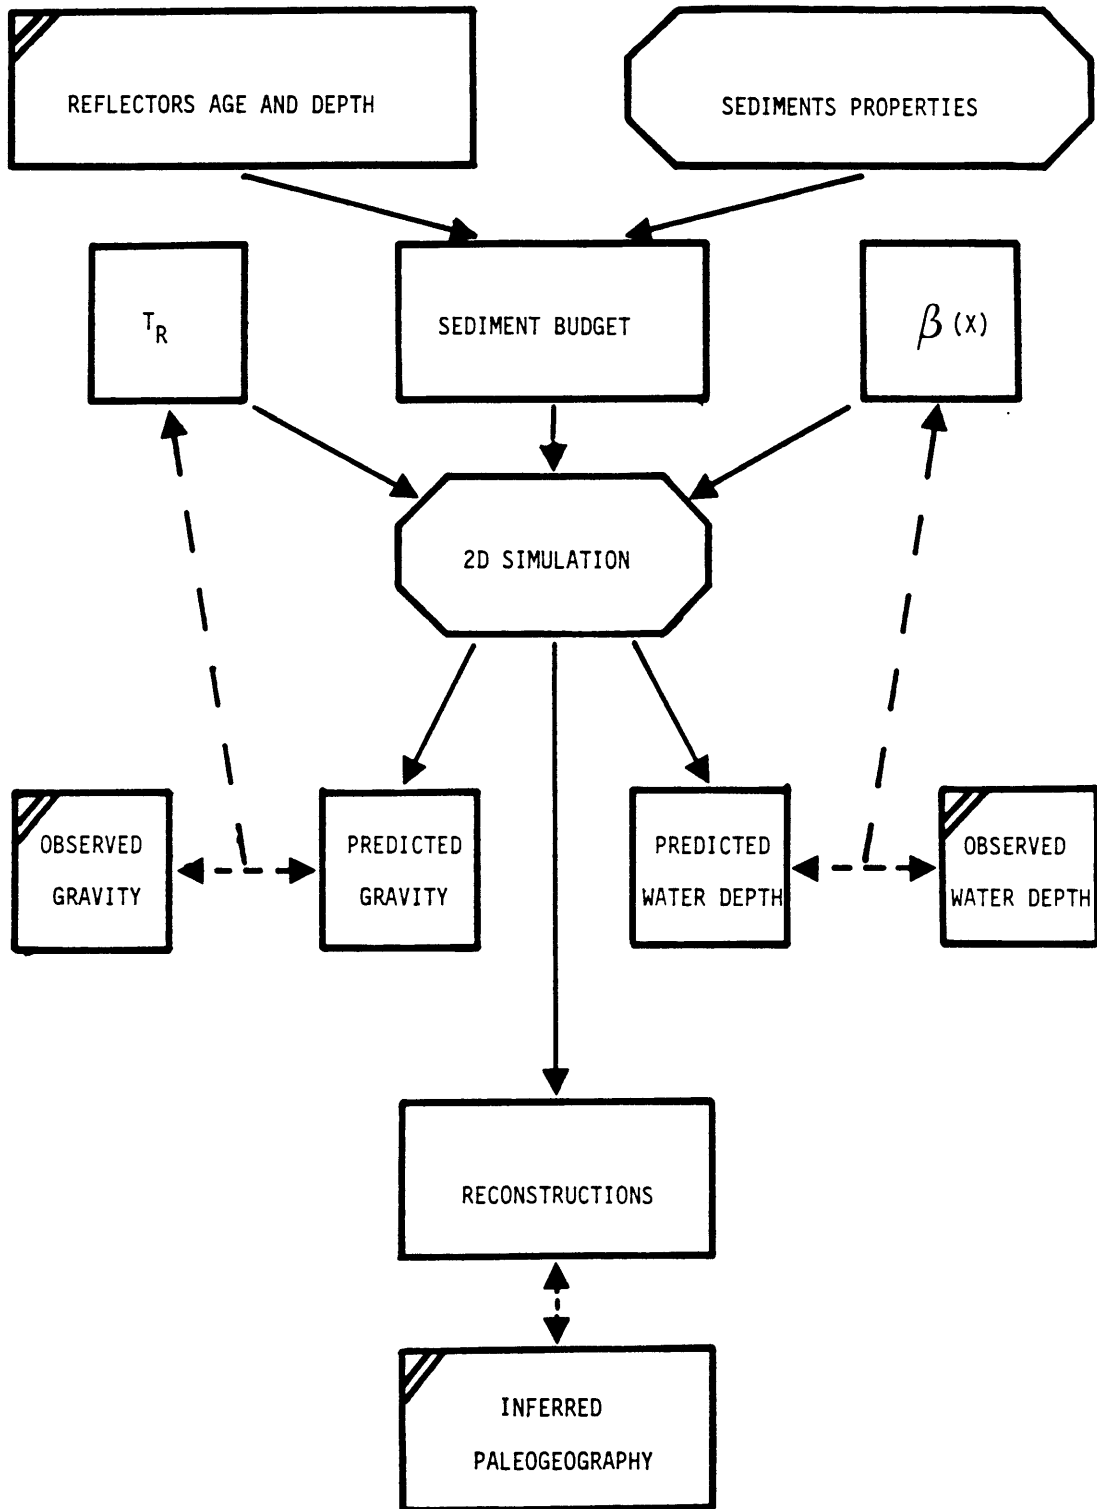 REFLECTORS AGE AND DEPTH
SEDIMENTS PROPERTIES
T_R
SEDIMENT BUDGET
β (X)
2D SIMULATION
OBSERVED
GRAVITY
PREDICTED
GRAVITY
PREDICTED
WATER DEPTH
OBSERVED
WATER DEPTH
RECONSTRUCTIONS
INFERRED
PALEOGEOGRAPHY